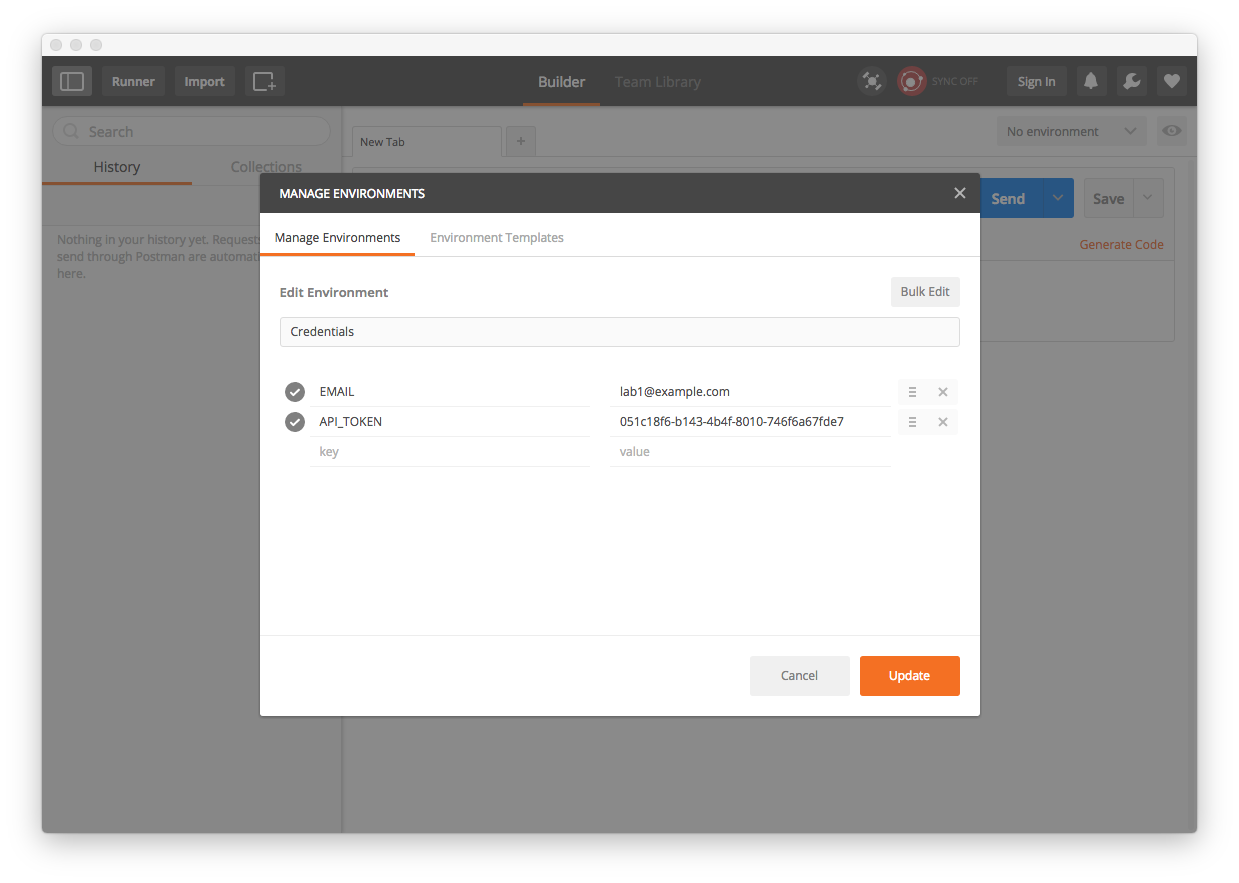 Runner
Import
Builder
Team Library
SYNC OFF
Sign In
Search
History
Collections
New Tab
+
No environment
Nothing in your history yet. Requests
send through Postman are automati
here.
Send
Save
Generate Code
MANAGE ENVIRONMENTS
Manage Environments
Environment Templates
Edit Environment
Bulk Edit
Credentials
EMAIL lab1@example.com
API_TOKEN 051c18f6-b143-4b4f-8010-746f6a67fde7
key value
Cancel
Update